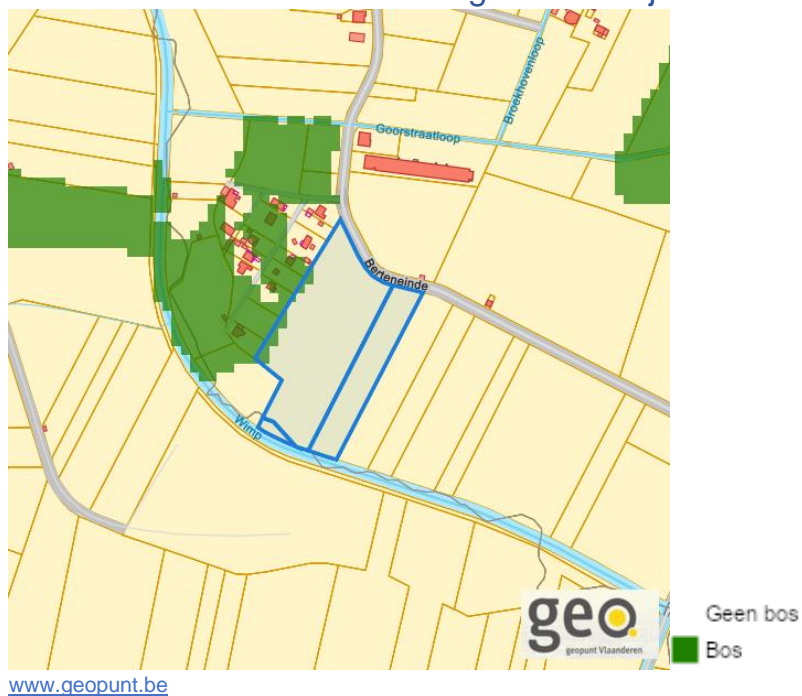 Broekhovenloop
Goorstraatloop
Berteneinde
Wimp
geo.
geopunt Vlaanderen
Geen bos
Bos
www.geopunt.be